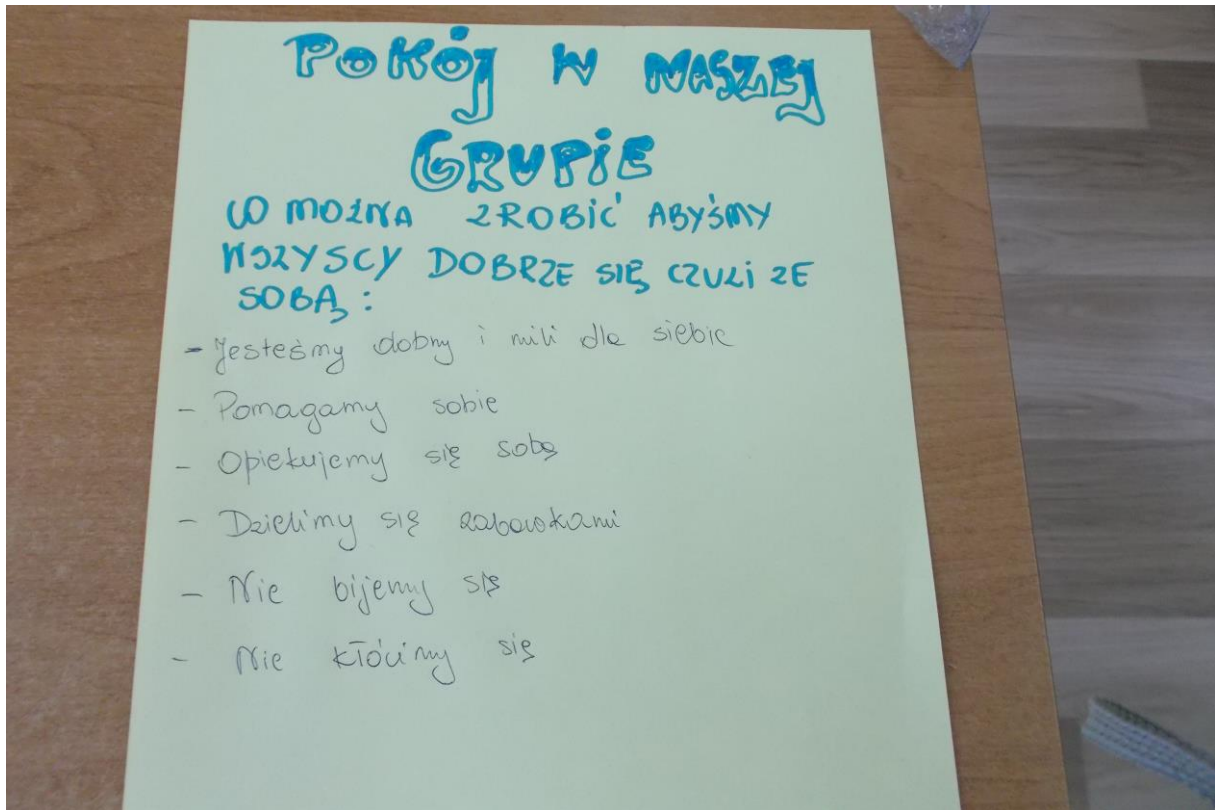 POKÓJ W NASZEJ
GRUPIE
CO MOŻNA ZROBIĆ ABYŚMY
WSZYSCY DOBRZE SIĘ CZULI ZE
SOBĄ:
- Jesteśmy dobrzy i mili dla siebie
- Pomagamy sobie
- Opiekujemy się sobą
- Dzielimy się zabawkami
- Nie bijemy się
- Nie kłócimy się